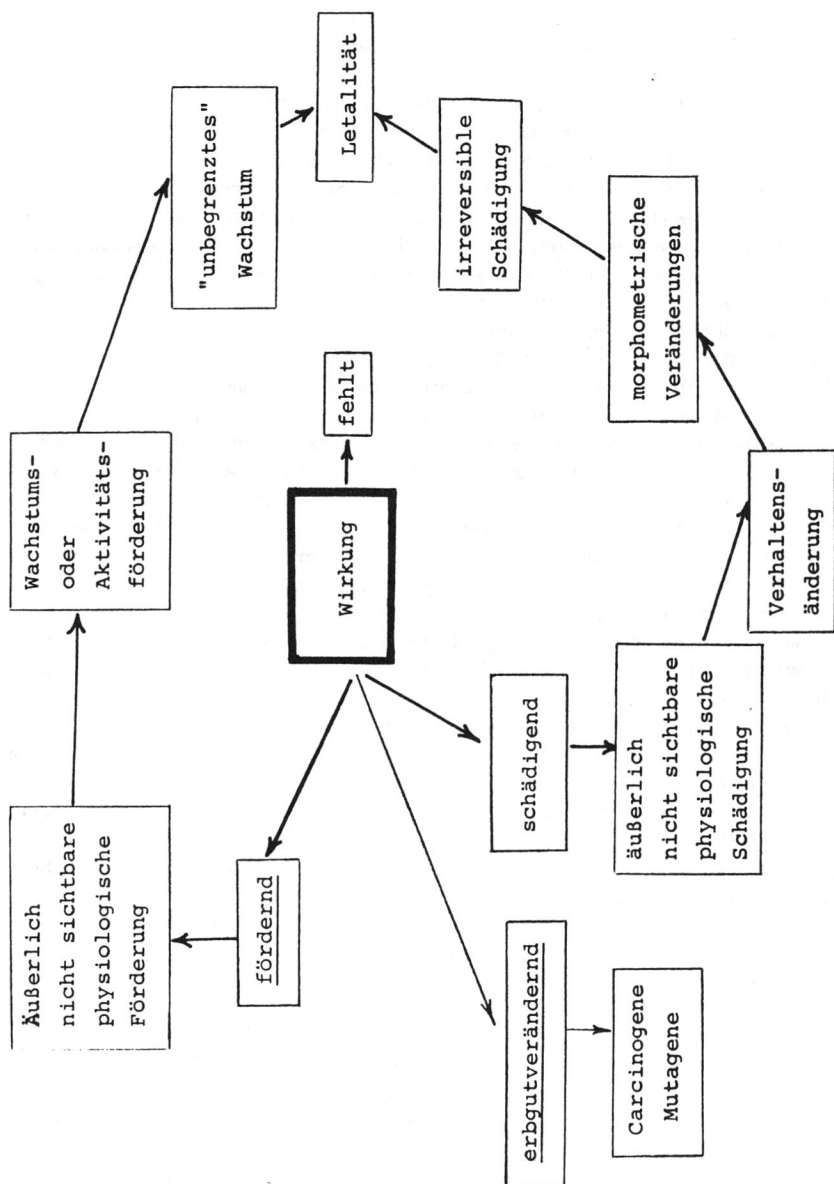 Äußerlich
nicht sichtbare
physiologische
Förderung
Wachstums-
oder
Aktivitäts-
förderung
"unbegrenztes"
Wachstum
Letalität
fördernd
Wirkung
fehlt
irreversible
Schädigung
erbgutverändernd
schädigend
morphometrische
Veränderungen
Carcinogene
Mutagene
äußerlich
nicht sichtbare
physiologische
Schädigung
Verhaltens-
änderung